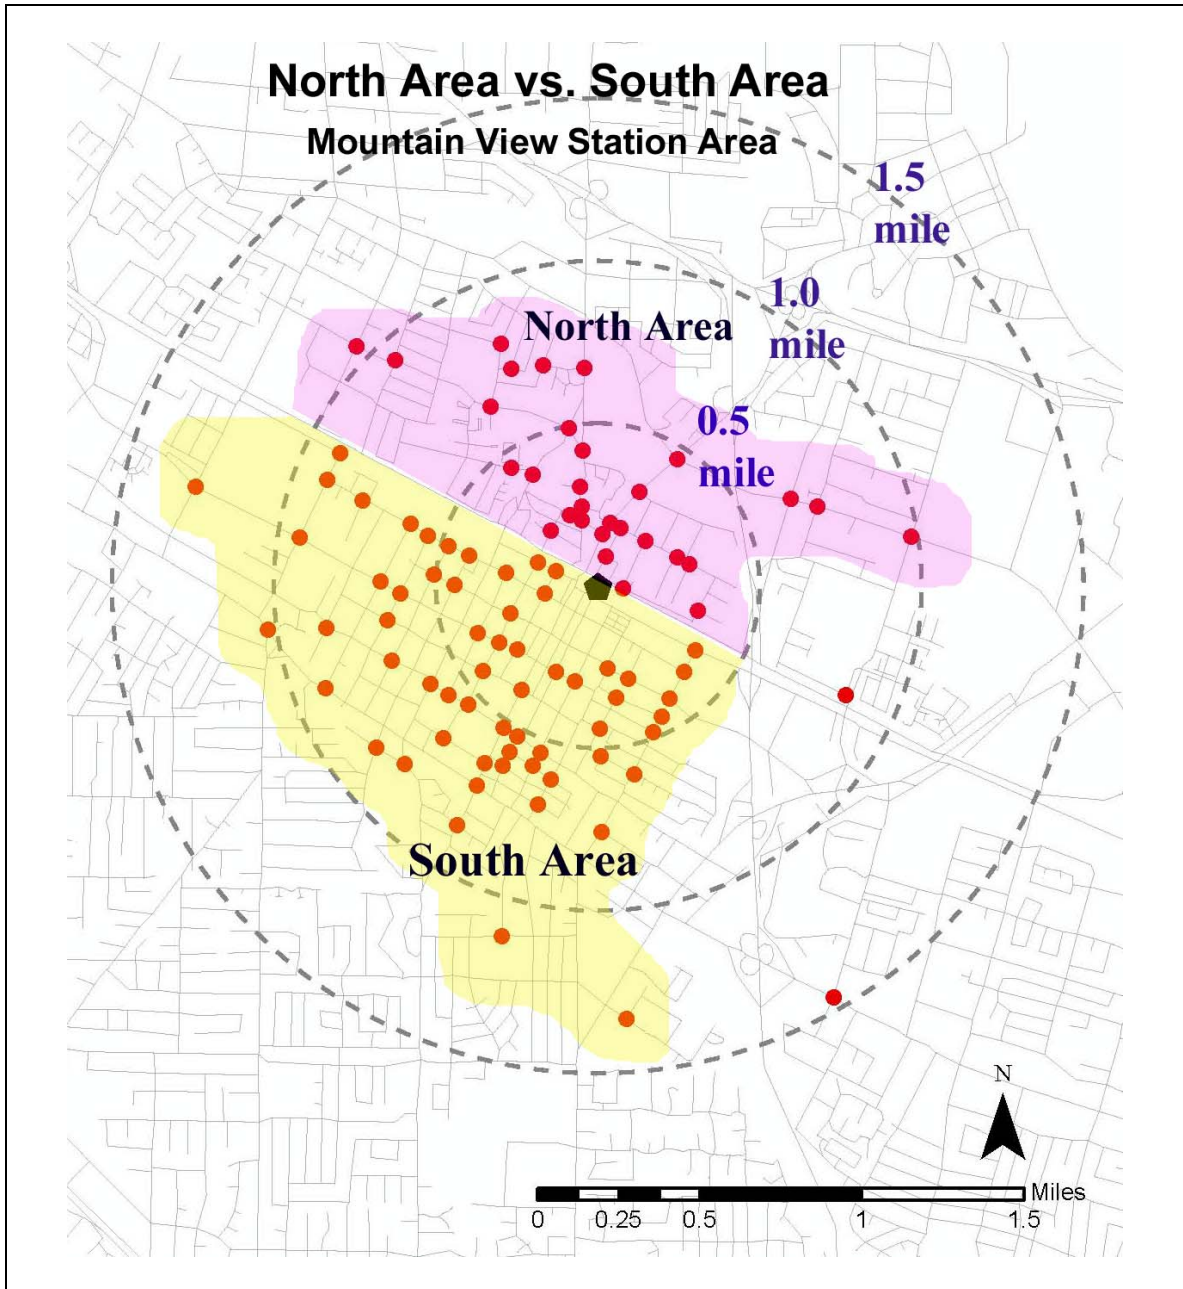 North Area vs. South Area
Mountain View Station Area
1.5
mile
1.0
mile
North Area
0.5
mile
South Area
N
Miles
0 0.25 0.5 1 1.5